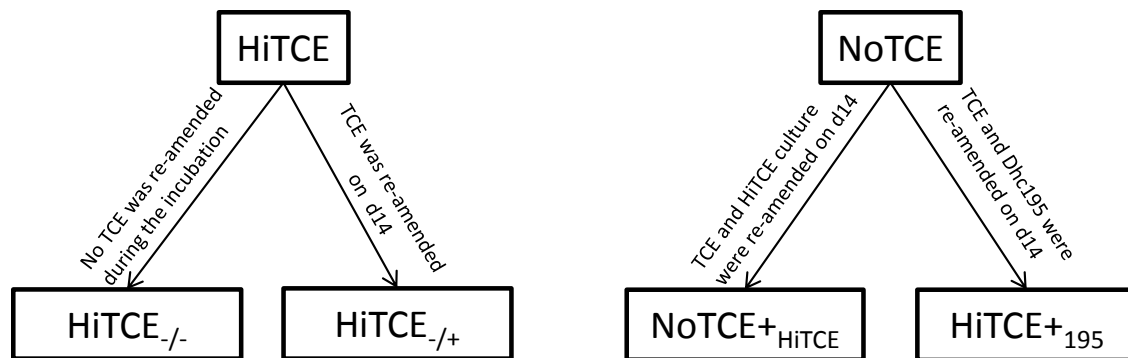 HiTCE
NoTCE
No TCE was re-amended
during the incubation
TCE was re-amended
on d14
TCE and HiTCE culture
were re-amended on d14
TCE and Dhc195 were
re-amended on d14
HiTCE-/-
HiTCE-/+
NoTCE+HiTCE
HiTCE+195